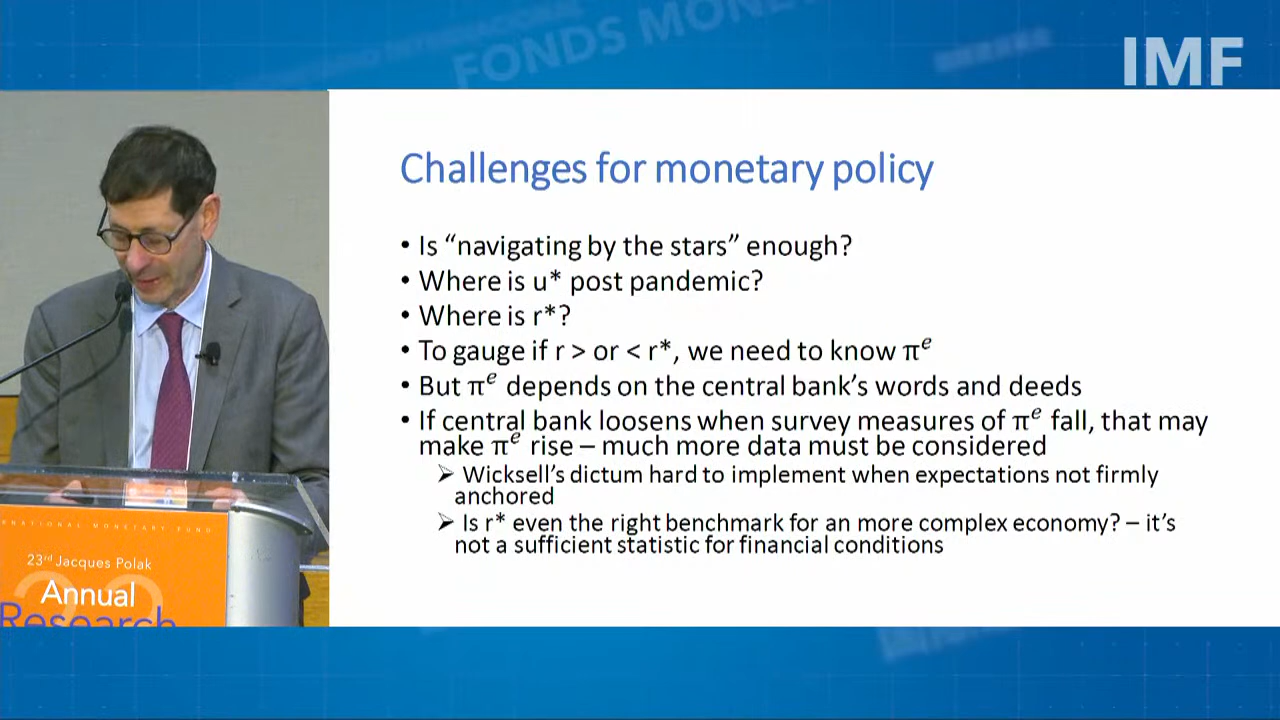 FONDS MONE
IMF
Challenges for monetary policy
• Is “navigating by the stars” enough?
• Where is u* post pandemic?
• Where is r*?
• To gauge if r > or < r*, we need to know πᵉ
• But πᵉ depends on the central bank’s words and deeds
• If central bank loosens when survey measures of πᵉ fall, that may
make πᵉ rise – much more data must be considered
➢ Wicksell’s dictum hard to implement when expectations not firmly
anchored
➢ Is r* even the right benchmark for an more complex economy? – it’s
not a sufficient statistic for financial conditions
RNATIONAL MONETARY FUND
23rd Jacques Polak
Annual
Research